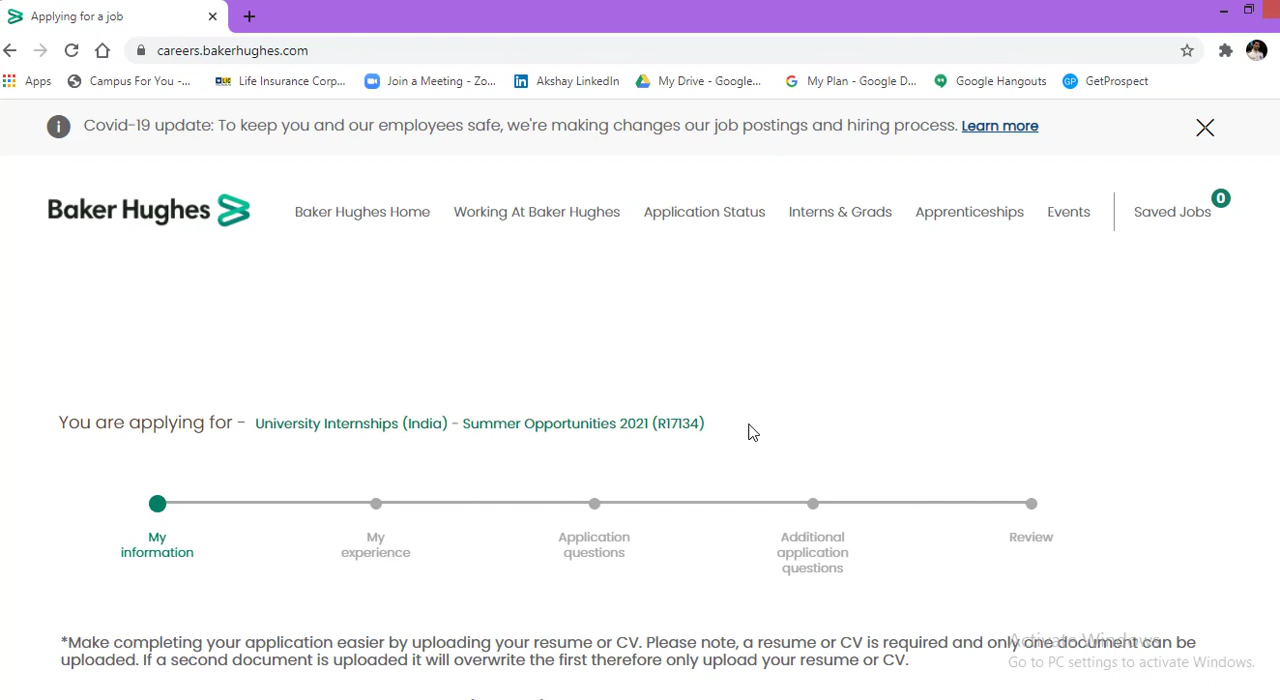 Applying for a job
careers.bakerhughes.com
Apps Campus For You -... LIC Life Insurance Corp... Join a Meeting - Zo... in Akshay LinkedIn My Drive - Google... G My Plan - Google D... Google Hangouts GP GetProspect
i Covid-19 update: To keep you and our employees safe, we're making changes our job postings and hiring process. Learn more
Baker Hughes Baker Hughes Home Working At Baker Hughes Application Status Interns & Grads Apprenticeships Events Saved Jobs 0
You are applying for - University Internships (India) - Summer Opportunities 2021 (R17134)
My information
My experience
Application questions
Additional application questions
Review
*Make completing your application easier by uploading your resume or CV. Please note, a resume or CV is required and only one document can be
uploaded. If a second document is uploaded it will overwrite the first therefore only upload your resume or CV.
Activate Windows
Go to PC settings to activate Windows.